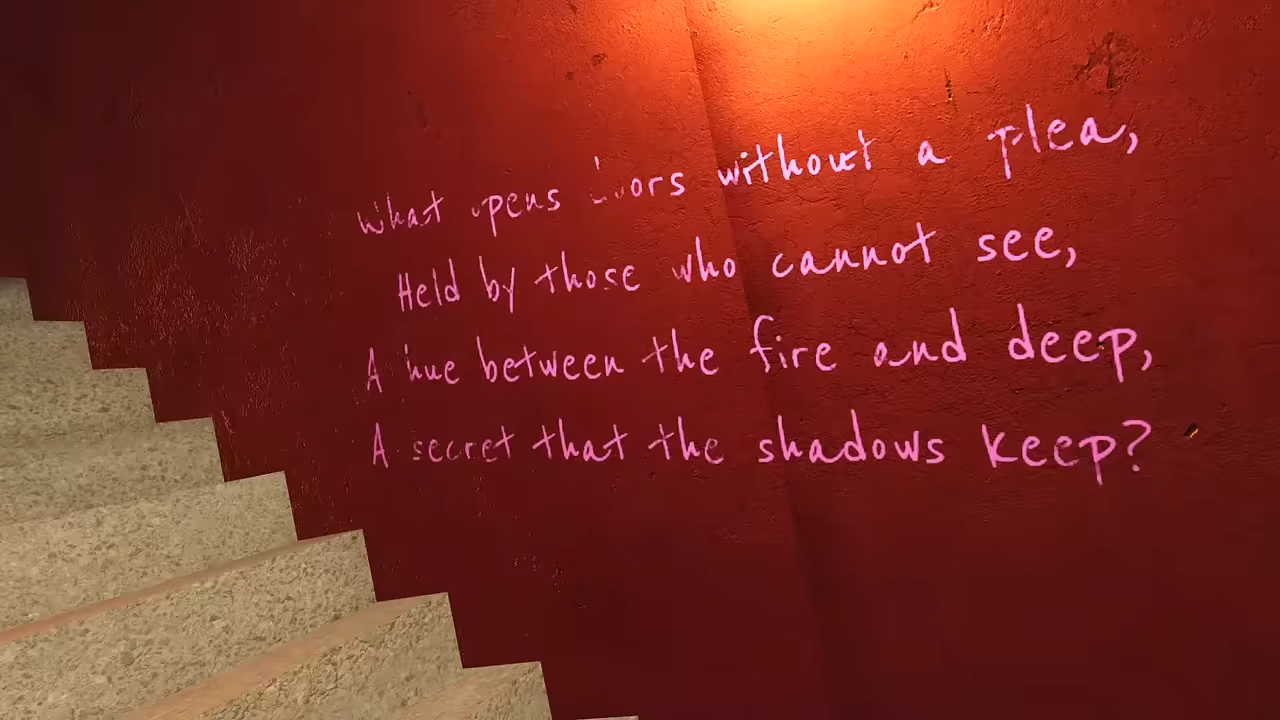 What opens doors without a plea,
Held by those who cannot see,
A hue between the fire and deep,
A secret that the shadows keep?